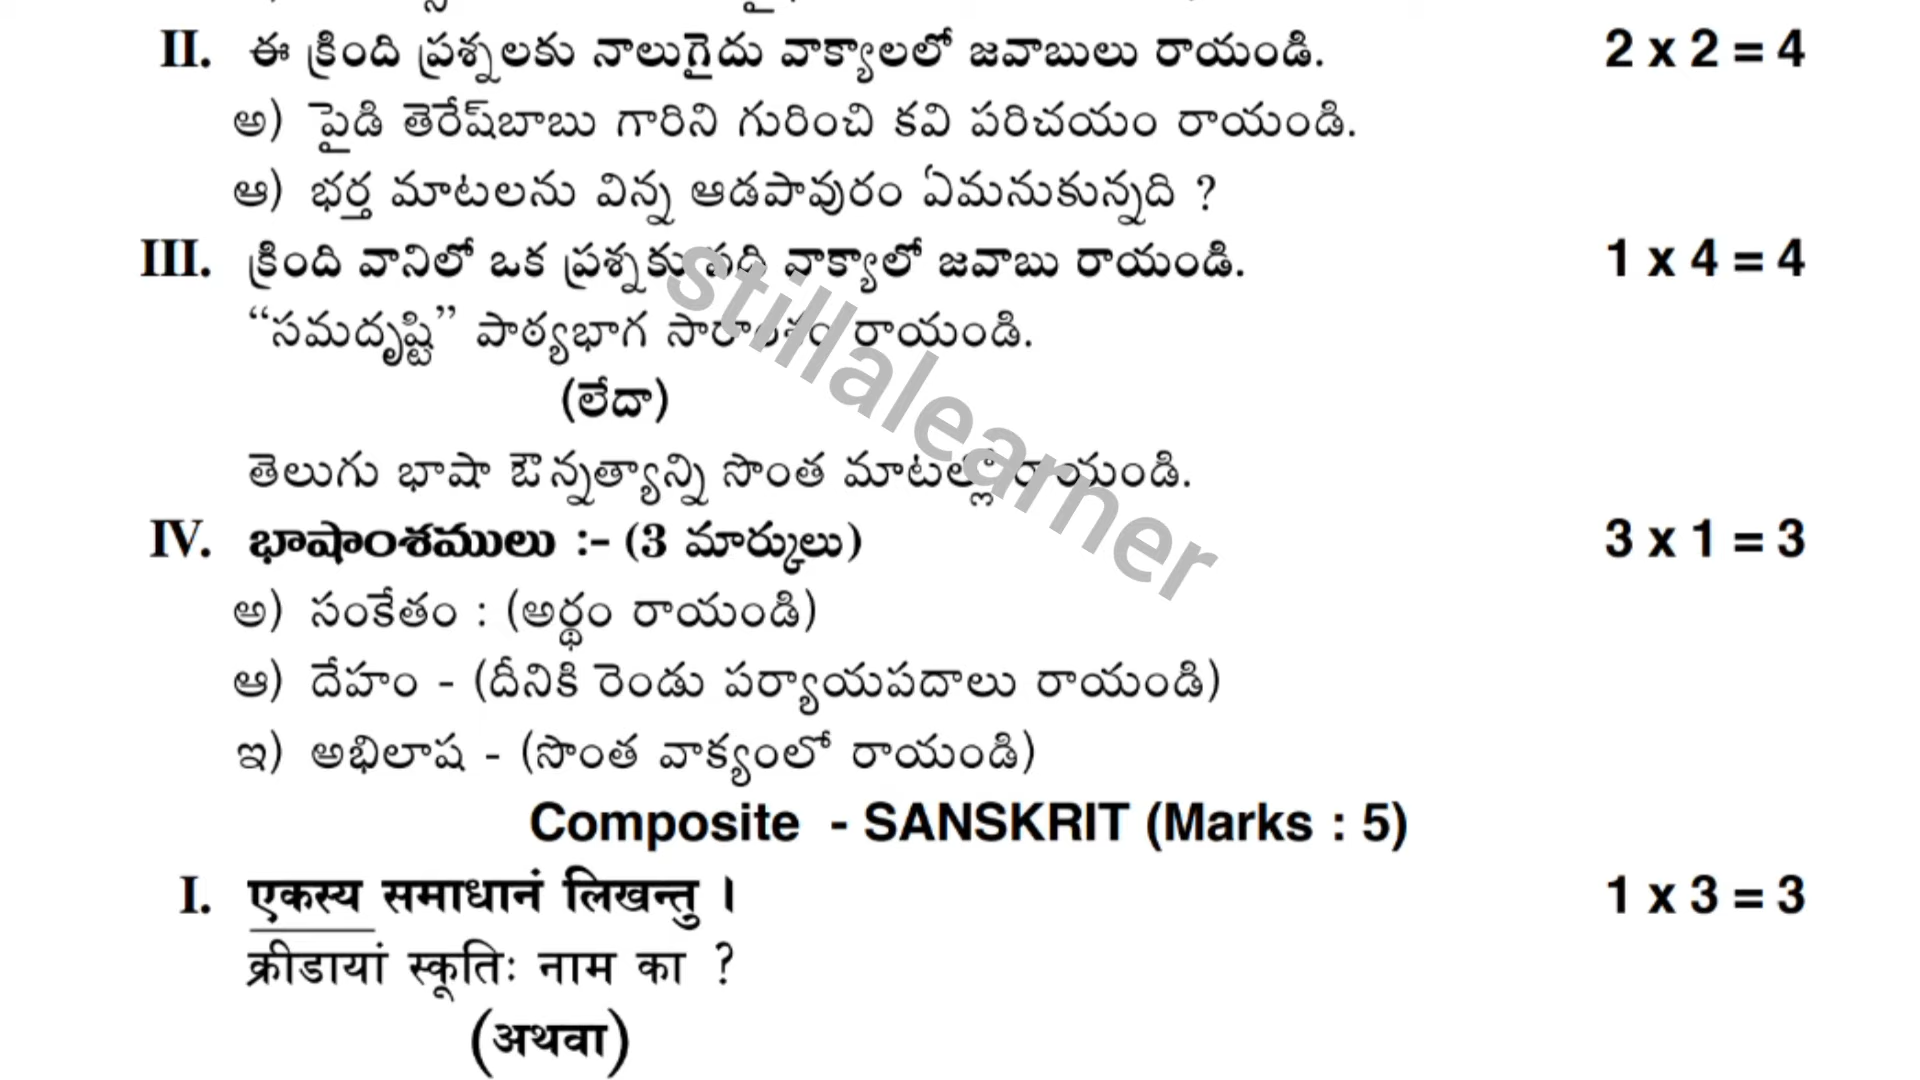 II. ఈ క్రింది ప్రశ్నలకు నాలుగైదు వాక్యాలలో జవాబులు రాయండి. 2 x 2 = 4
అ) పైడి తెరేష్‌బాబు గారిని గురించి కవి పరిచయం రాయండి.
ఆ) భర్త మాటలను విన్న ఆడపావురం ఏమనుకున్నది ?
III. క్రింది వానిలో ఒక ప్రశ్నకు పది వాక్యాలో జవాబు రాయండి. 1 x 4 = 4
“సమదృష్టి” పాఠ్యభాగ సారాంశం రాయండి.
(లేదా)
తెలుగు భాషా ఔన్నత్యాన్ని సొంత మాటల్లో రాయండి.
stillalearner
IV. భాషాంశములు :- (3 మార్కులు) 3 x 1 = 3
అ) సంకేతం : (అర్థం రాయండి)
ఆ) దేహం - (దీనికి రెండు పర్యాయపదాలు రాయండి)
ఇ) అభిలాష - (సొంత వాక్యంలో రాయండి)
Composite - SANSKRIT (Marks : 5)
I. एकस्य समाधानं लिखन्तु । 1 x 3 = 3
क्रीडायां स्कूतिः नाम का ?
(अथवा)